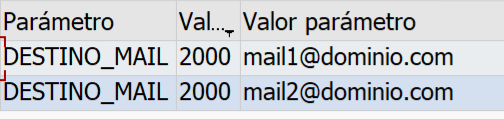 Parámetro Val... Valor parámetro
DESTINO_MAIL 2000 mail1@dominio.com
DESTINO_MAIL 2000 mail2@dominio.com